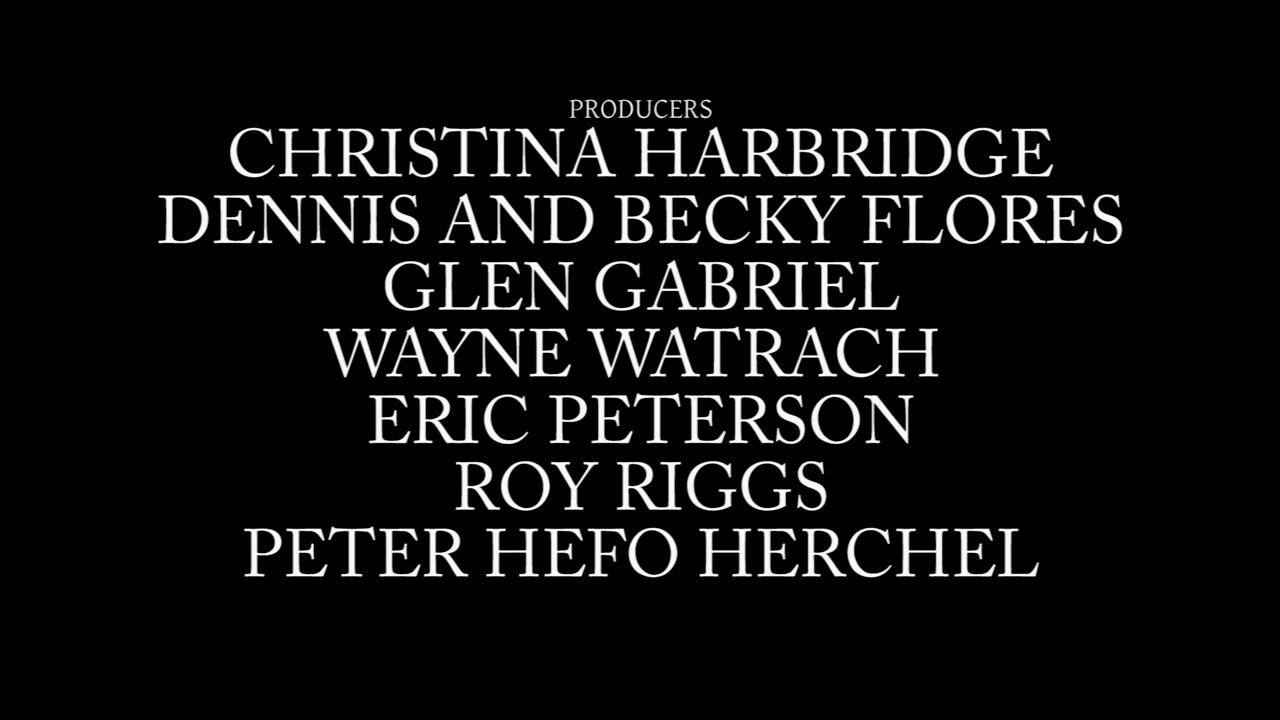 PRODUCERS
CHRISTINA HARBRIDGE
DENNIS AND BECKY FLORES
GLEN GABRIEL
WAYNE WATRACH
ERIC PETERSON
ROY RIGGS
PETER HEFO HERCHEL